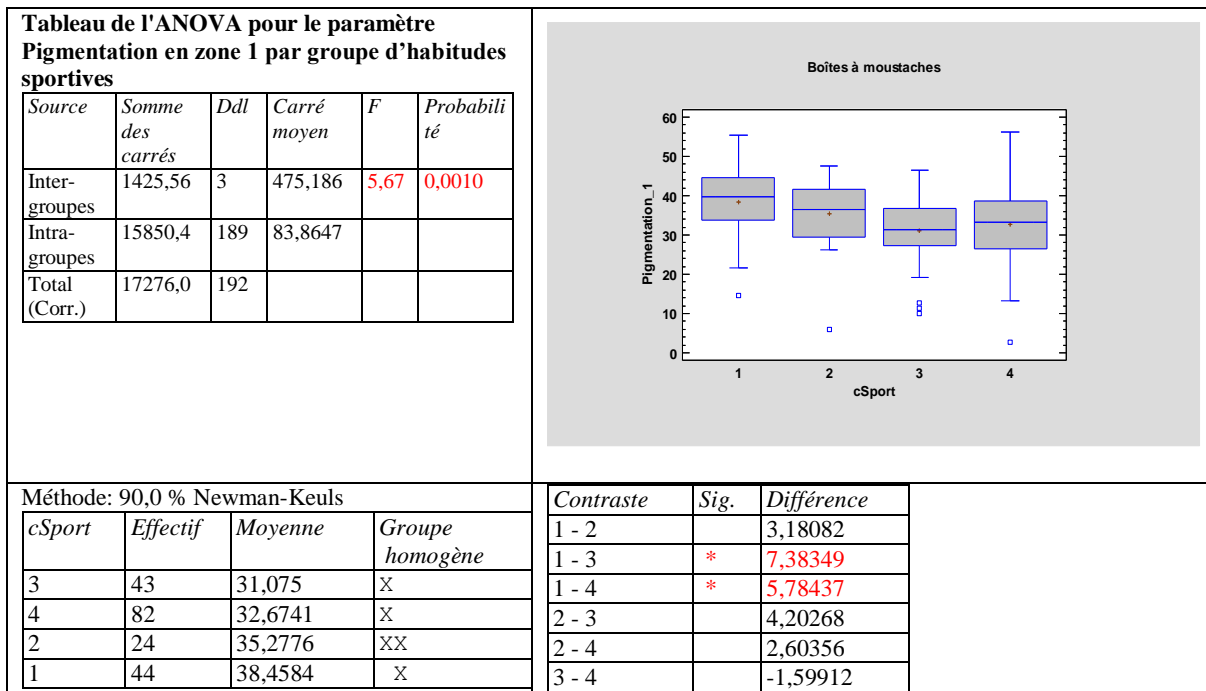 Tableau de l'ANOVA pour le paramètre
Pigmentation en zone 1 par groupe d’habitudes
sportives
Source Somme des carrés Ddl Carré moyen F Probabilité
Inter-groupes 1425,56 3 475,186 5,67 0,0010
Intra-groupes 15850,4 189 83,8647
Total (Corr.) 17276,0 192
Boîtes à moustaches
Pigmentation_1
60
50
40
30
20
10
0
1 2 3 4
cSport
Méthode: 90,0 % Newman-Keuls
cSport Effectif Moyenne Groupe homogène
3 43 31,075 X
4 82 32,6741 X
2 24 35,2776 XX
1 44 38,4584 X
Contraste Sig. Différence
1 - 2 3,18082
1 - 3 * 7,38349
1 - 4 * 5,78437
2 - 3 4,20268
2 - 4 2,60356
3 - 4 -1,59912